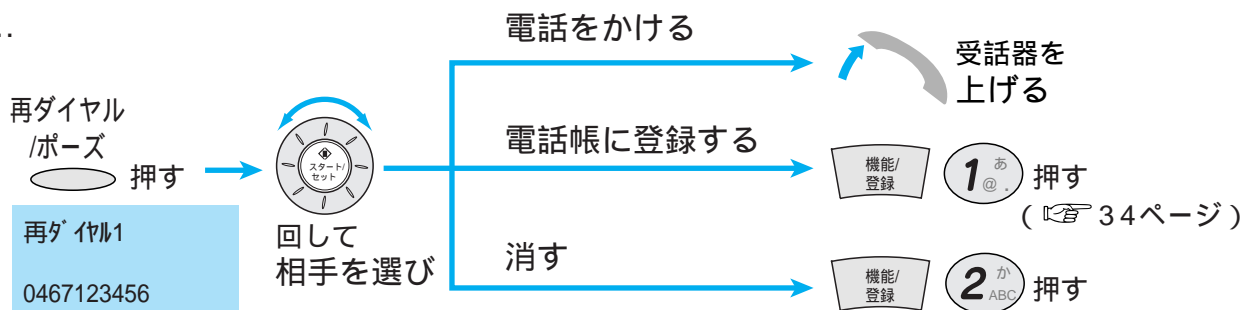 再ダイヤル
/ポーズ
押す
再ﾀﾞｲﾔﾙ1
0467123456
スタート/
セット
回して
相手を選び
電話をかける
受話器を
上げる
電話帳に登録する
機能/
登録
1 あ @ .
押す
(☞34ページ)
消す
機能/
登録
2 か ABC
押す